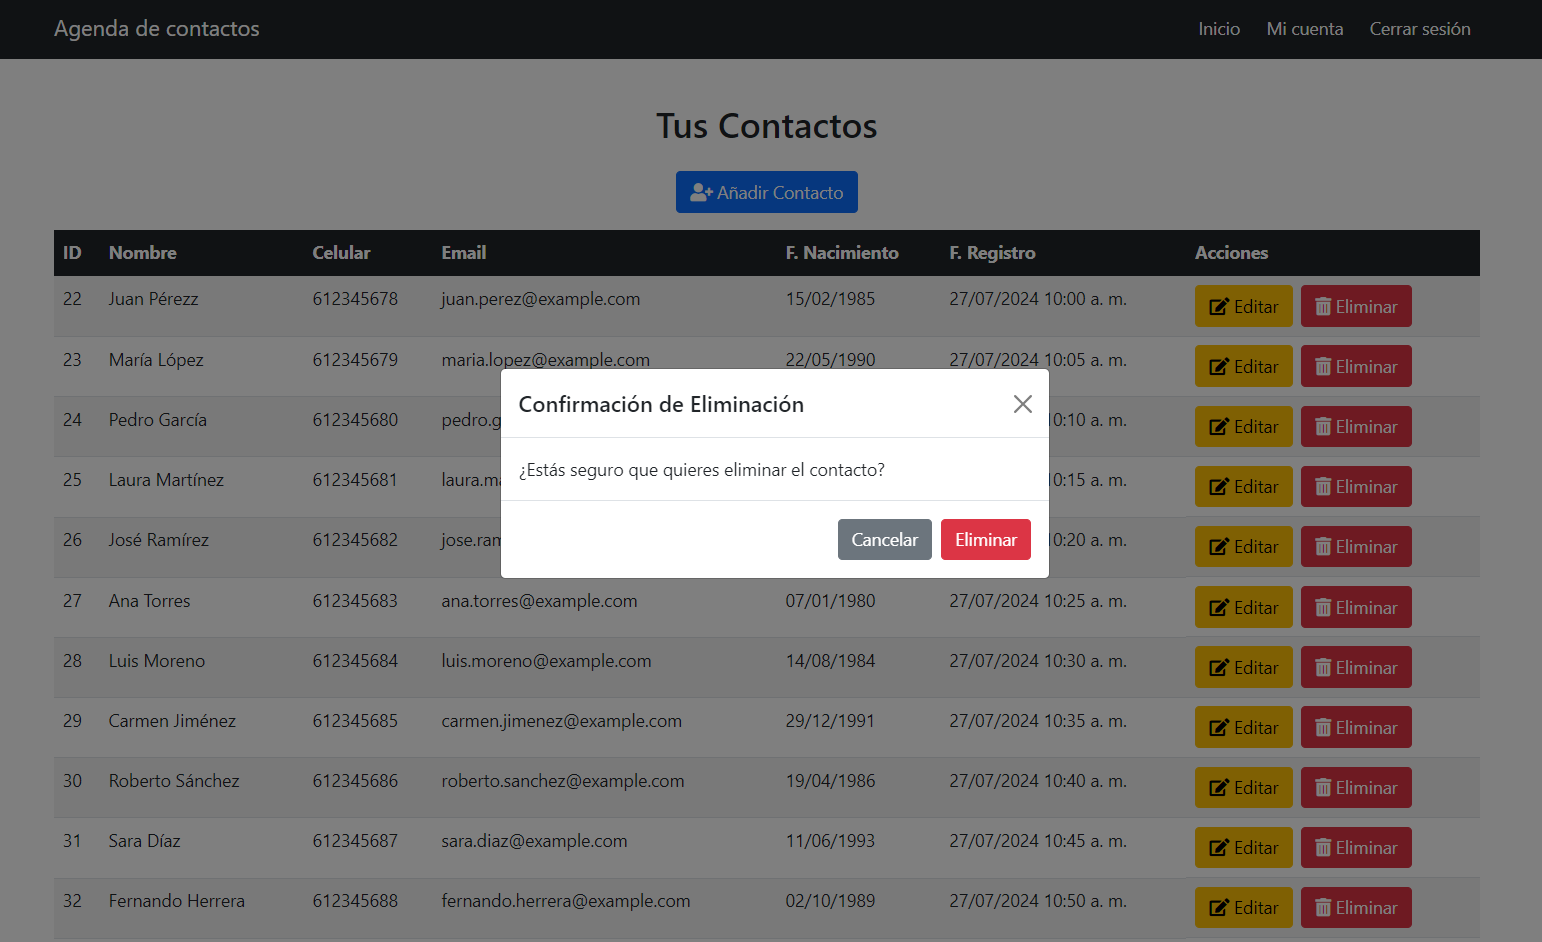 Agenda de contactos Inicio Mi cuenta Cerrar sesión
Tus Contactos
Añadir Contacto
ID Nombre Celular Email F. Nacimiento F. Registro Acciones
22 Juan Pérezz 612345678 juan.perez@example.com 15/02/1985 27/07/2024 10:00 a. m. Editar Eliminar
23 María López 612345679 maria.lopez@example.com 22/05/1990 27/07/2024 10:05 a. m. Editar Eliminar
24 Pedro García 612345680 pedro.g 0:10 a. m. Editar Eliminar
25 Laura Martínez 612345681 laura.ma 0:15 a. m. Editar Eliminar
26 José Ramírez 612345682 jose.ram 0:20 a. m. Editar Eliminar
Confirmación de Eliminación
¿Estás seguro que quieres eliminar el contacto?
Cancelar Eliminar
27 Ana Torres 612345683 ana.torres@example.com 07/01/1980 27/07/2024 10:25 a. m. Editar Eliminar
28 Luis Moreno 612345684 luis.moreno@example.com 14/08/1984 27/07/2024 10:30 a. m. Editar Eliminar
29 Carmen Jiménez 612345685 carmen.jimenez@example.com 29/12/1991 27/07/2024 10:35 a. m. Editar Eliminar
30 Roberto Sánchez 612345686 roberto.sanchez@example.com 19/04/1986 27/07/2024 10:40 a. m. Editar Eliminar
31 Sara Díaz 612345687 sara.diaz@example.com 11/06/1993 27/07/2024 10:45 a. m. Editar Eliminar
32 Fernando Herrera 612345688 fernando.herrera@example.com 02/10/1989 27/07/2024 10:50 a. m. Editar Eliminar